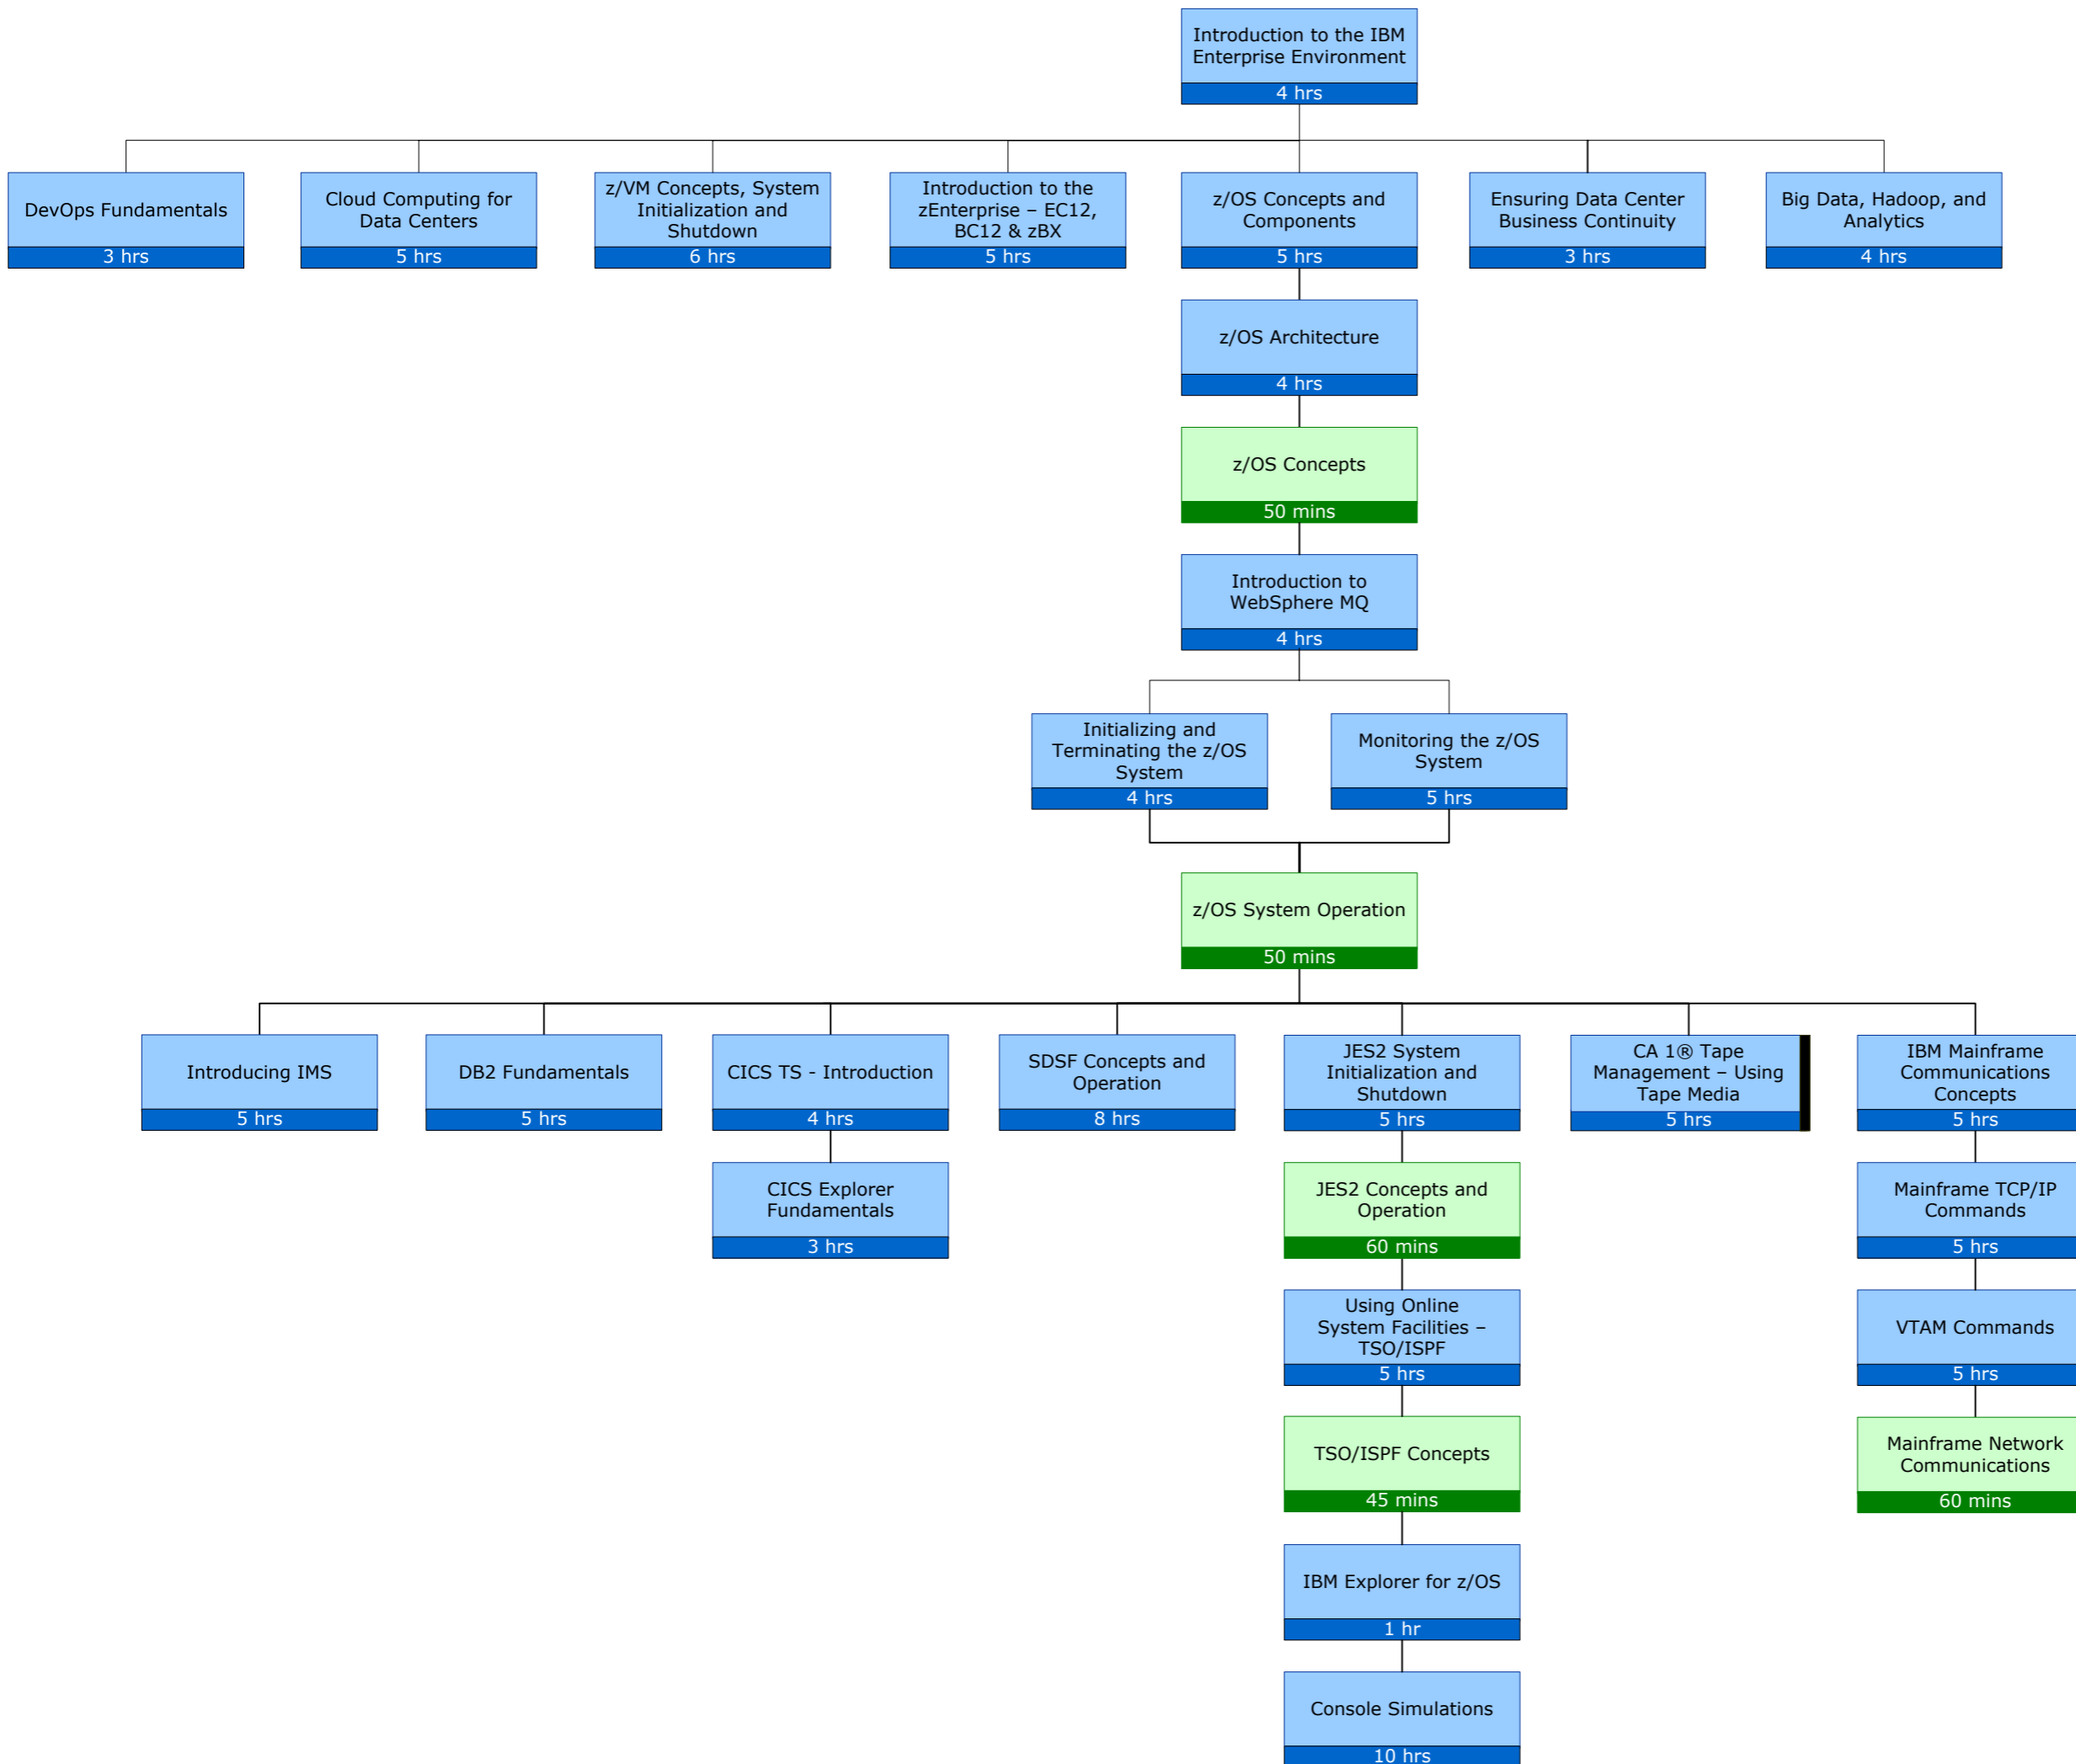 Introduction to the IBM
Enterprise Environment
4 hrs
DevOps Fundamentals
3 hrs
Cloud Computing for
Data Centers
5 hrs
z/VM Concepts, System
Initialization and
Shutdown
6 hrs
Introduction to the
zEnterprise – EC12,
BC12 & zBX
5 hrs
z/OS Concepts and
Components
5 hrs
Ensuring Data Center
Business Continuity
3 hrs
Big Data, Hadoop, and
Analytics
4 hrs
z/OS Architecture
4 hrs
z/OS Concepts
50 mins
Introduction to
WebSphere MQ
4 hrs
Initializing and
Terminating the z/OS
System
4 hrs
Monitoring the z/OS
System
5 hrs
z/OS System Operation
50 mins
Introducing IMS
5 hrs
DB2 Fundamentals
5 hrs
CICS TS - Introduction
4 hrs
SDSF Concepts and
Operation
8 hrs
JES2 System
Initialization and
Shutdown
5 hrs
CA 1® Tape
Management – Using
Tape Media
5 hrs
IBM Mainframe
Communications
Concepts
5 hrs
CICS Explorer
Fundamentals
3 hrs
JES2 Concepts and
Operation
60 mins
Mainframe TCP/IP
Commands
5 hrs
Using Online
System Facilities –
TSO/ISPF
5 hrs
VTAM Commands
5 hrs
TSO/ISPF Concepts
45 mins
Mainframe Network
Communications
60 mins
IBM Explorer for z/OS
1 hr
Console Simulations
10 hrs